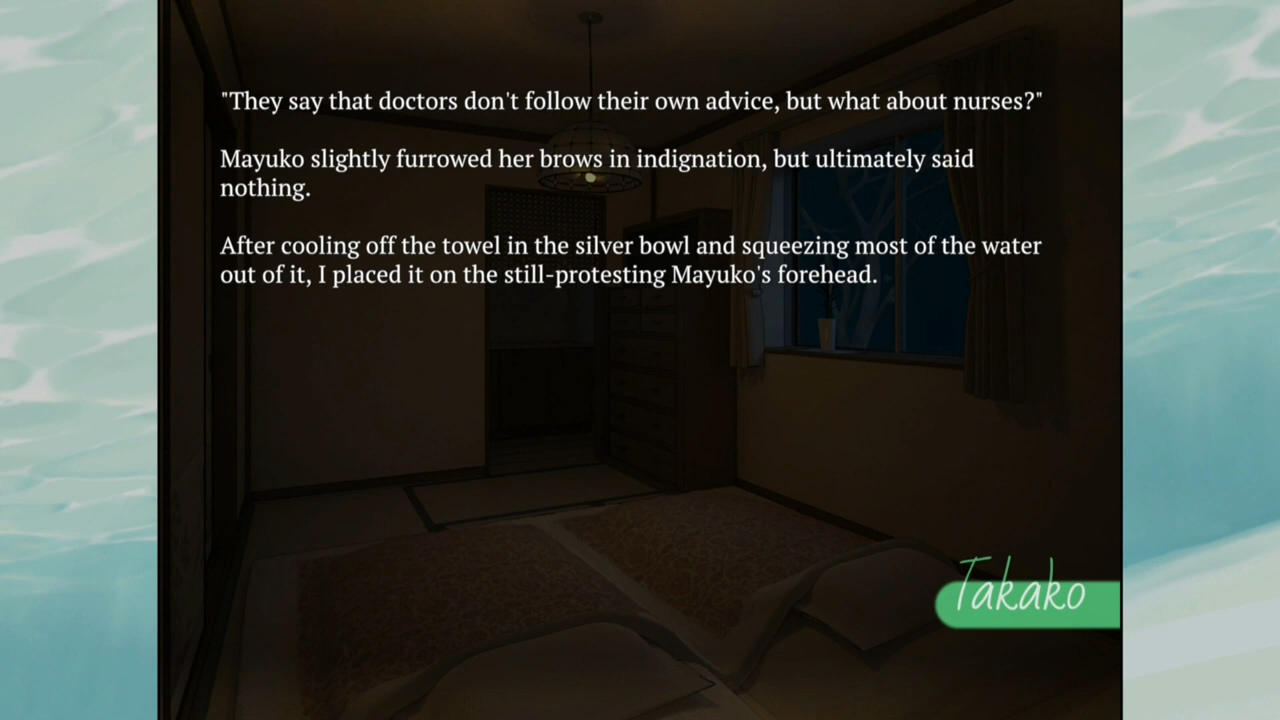 "They say that doctors don't follow their own advice, but what about nurses?"
Mayuko slightly furrowed her brows in indignation, but ultimately said
nothing.
After cooling off the towel in the silver bowl and squeezing most of the water
out of it, I placed it on the still-protesting Mayuko's forehead.
Takako